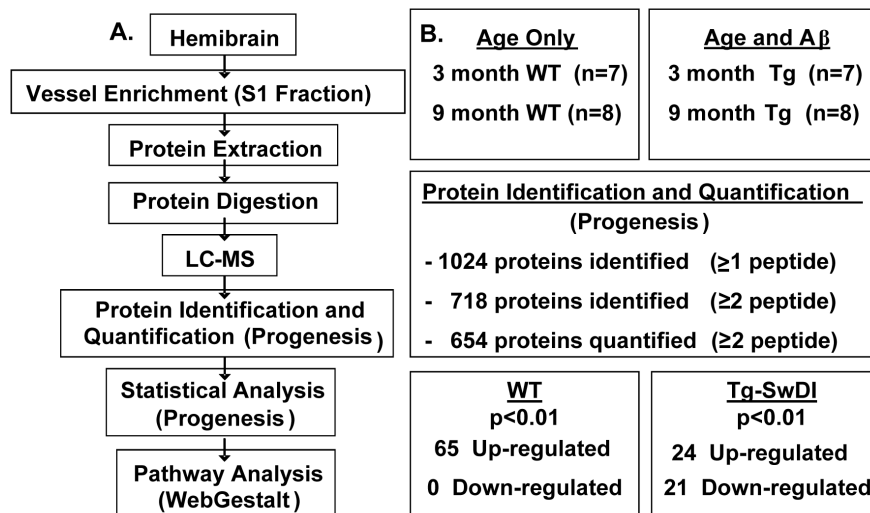 A.
Hemibrain
Vessel Enrichment (S1 Fraction)
Protein Extraction
Protein Digestion
LC-MS
Protein Identification and
Quantification (Progenesis)
Statistical Analysis
(Progenesis)
Pathway Analysis
(WebGestalt)
B.
Age Only
3 month WT (n=7)
9 month WT (n=8)
Age and Aβ
3 month Tg (n=7)
9 month Tg (n=8)
Protein Identification and Quantification
(Progenesis)
- 1024 proteins identified (≥1 peptide)
- 718 proteins identified (≥2 peptide)
- 654 proteins quantified (≥2 peptide)
WT
p<0.01
65 Up-regulated
0 Down-regulated
Tg-SwDI
p<0.01
24 Up-regulated
21 Down-regulated